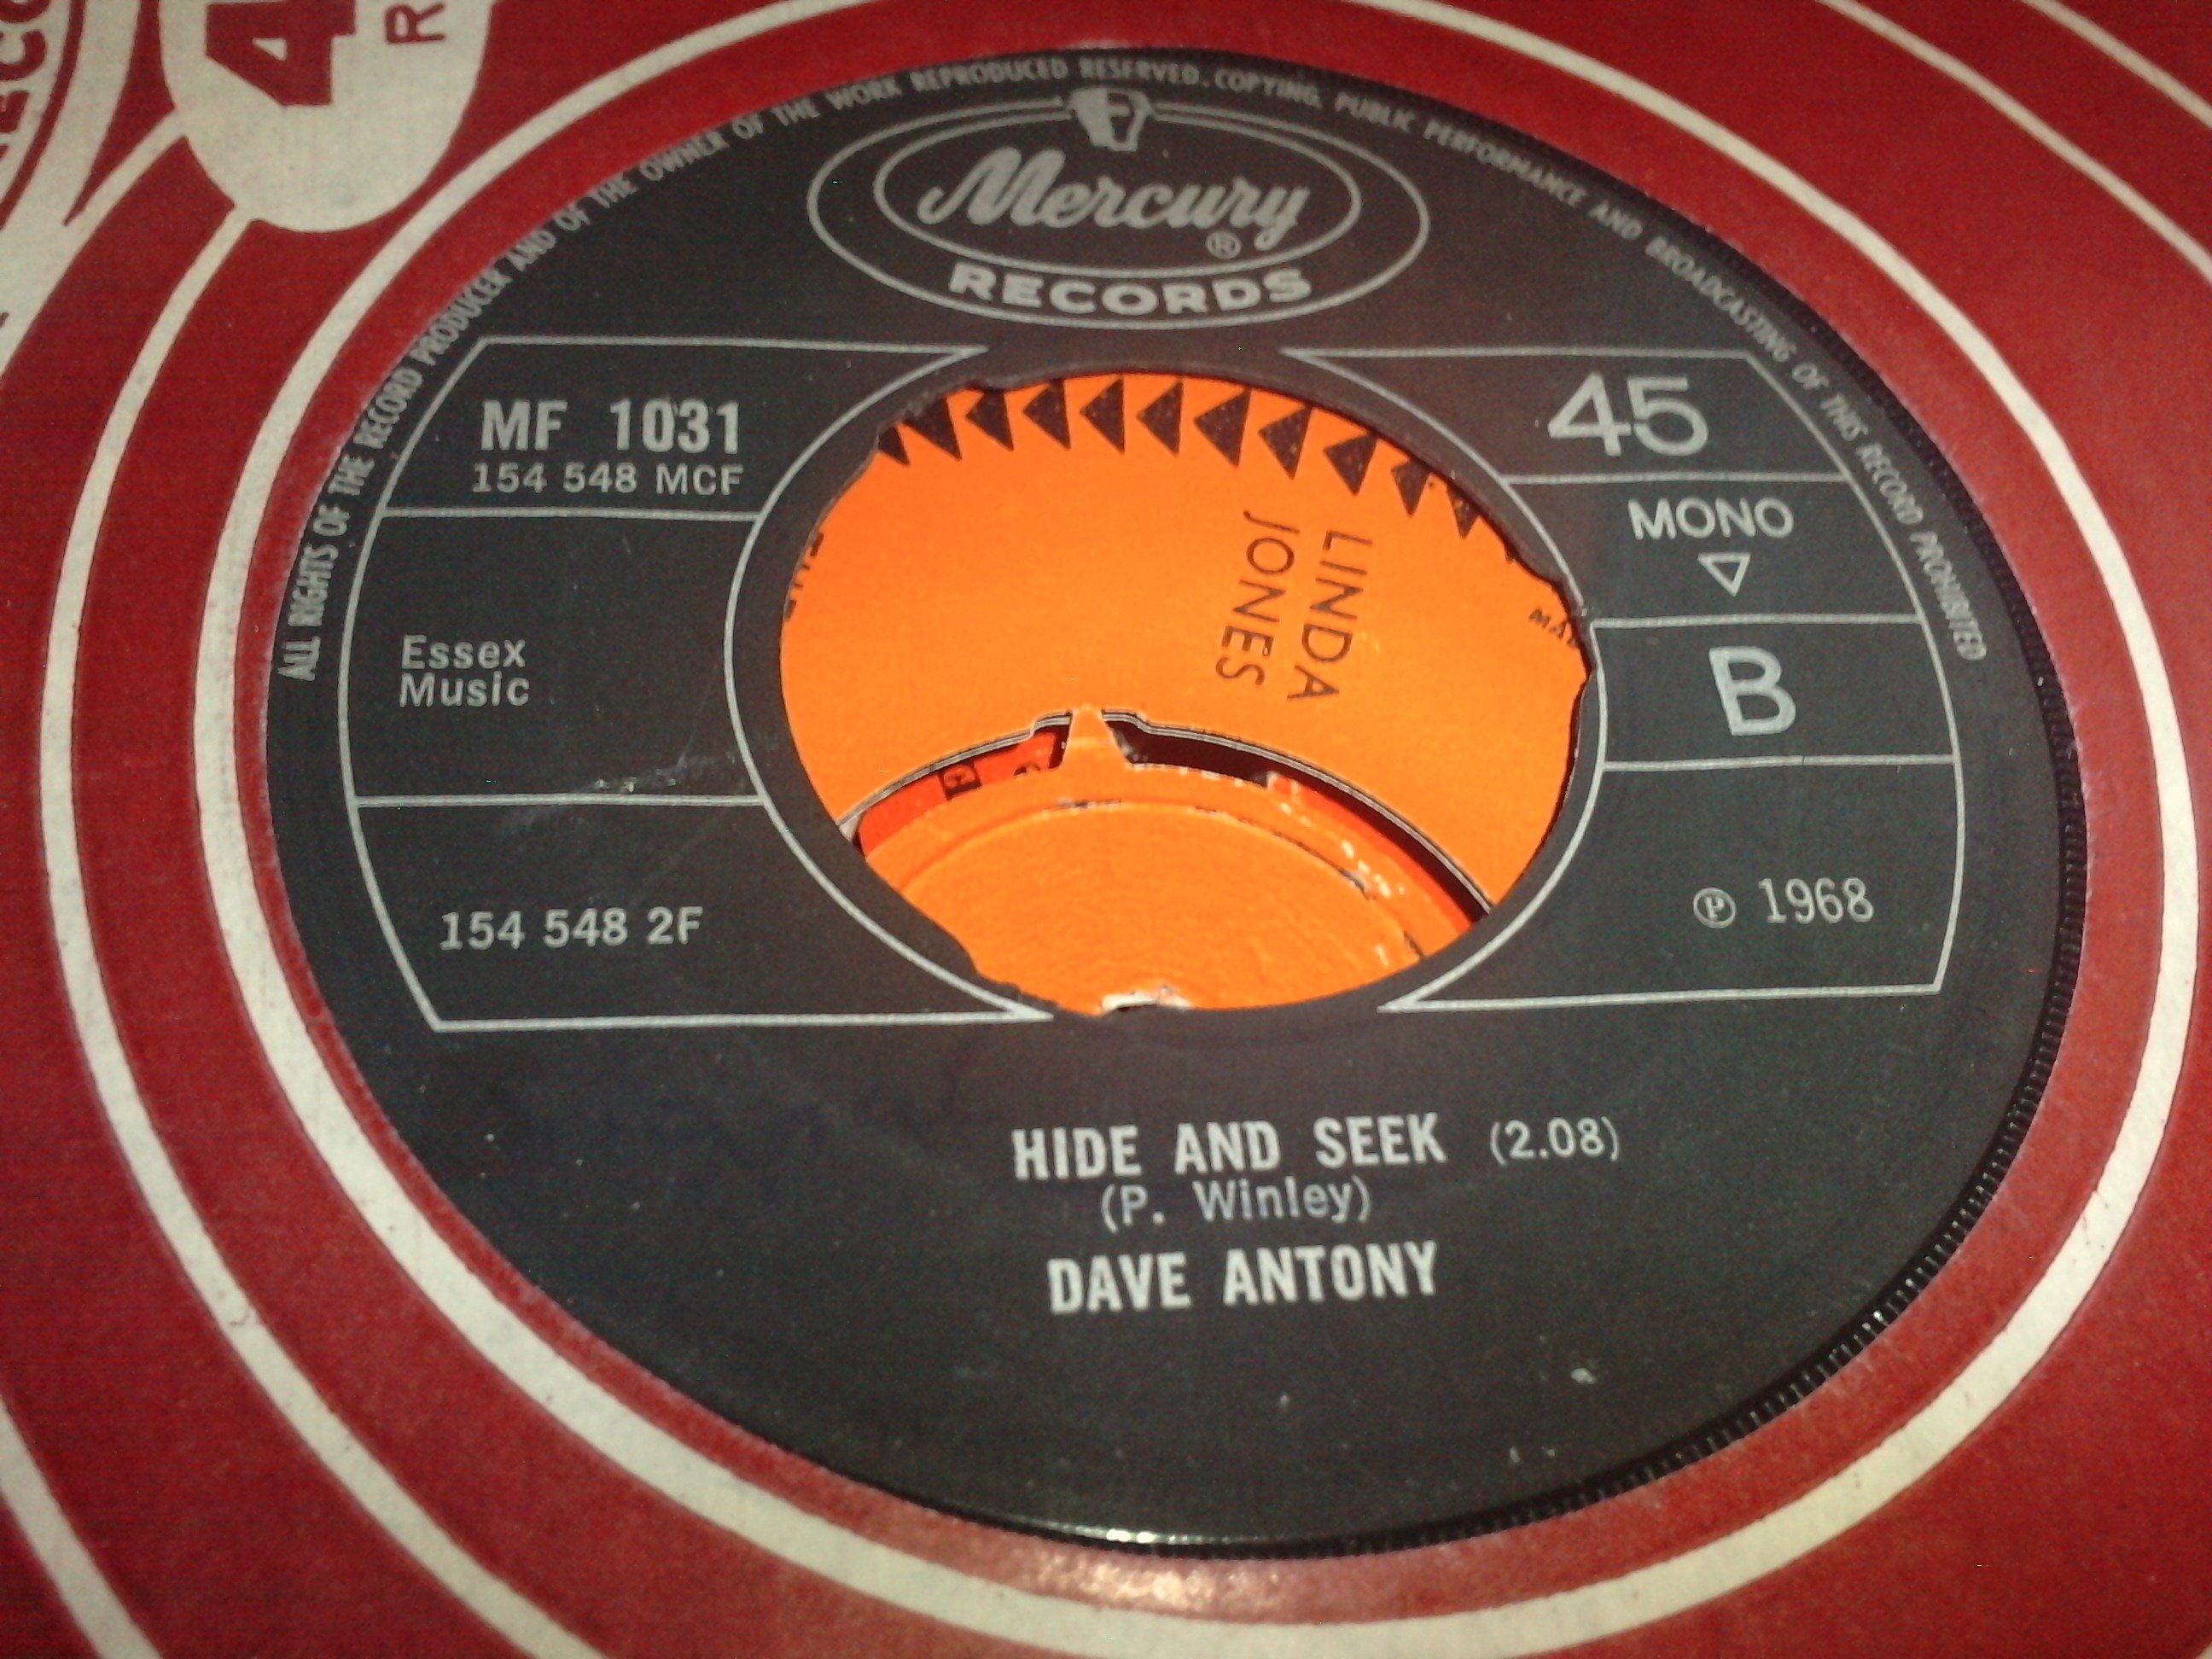 4
R
ALL RIGHTS OF THE RECORD PRODUCER AND OF THE OWNER OF THE WORK REPRODUCED RESERVED. COPYING, PUBLIC PERFORMANCE AND BROADCASTING OF THIS RECORD PROHIBITED
Mercury ®
RECORDS
MF 1031
154 548 MCF
45
MONO
Essex
Music
B
154 548 2F
℗ 1968
LINDA
JONES
HIDE AND SEEK (2.08)
(P. Winley)
DAVE ANTONY